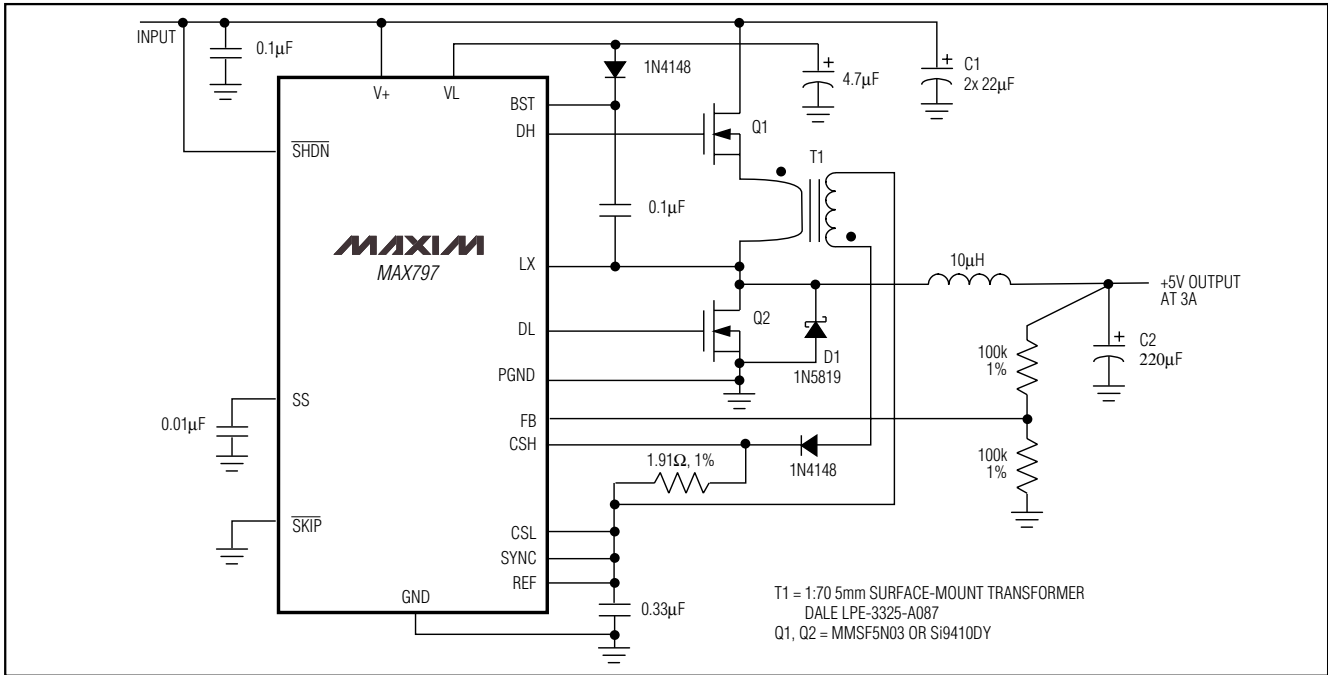 INPUT
0.1µF
V+
VL
1N4148
4.7µF
C1
2x 22µF
BST
DH
Q1
T1
SHDN
0.1µF
MAXIM
MAX797
LX
10µH
+5V OUTPUT
AT 3A
DL
Q2
D1
1N5819
100k
1%
C2
220µF
PGND
SS
0.01µF
FB
CSH
1.91Ω, 1%
1N4148
100k
1%
SKIP
CSL
SYNC
REF
GND
0.33µF
T1 = 1:70 5mm SURFACE-MOUNT TRANSFORMER
DALE LPE-3325-A087
Q1, Q2 = MMSF5N03 OR Si9410DY